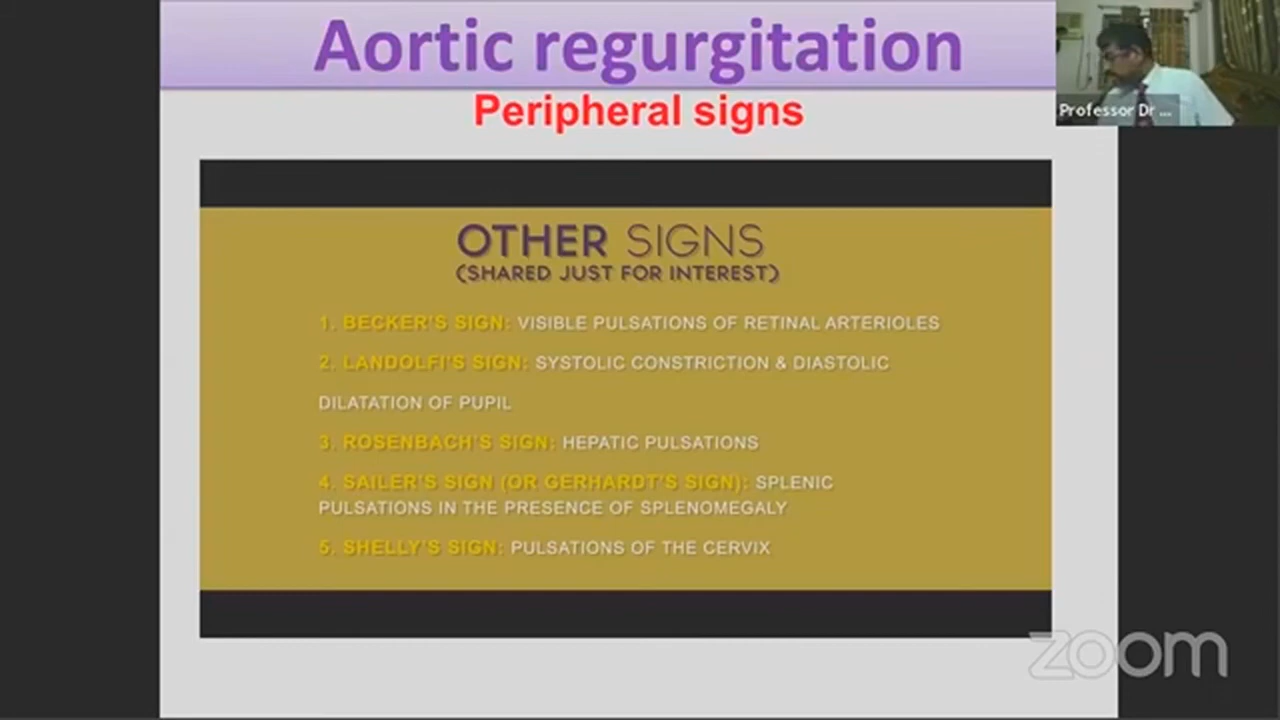 Aortic regurgitation
Peripheral signs
Professor Dr ...
OTHER SIGNS
(SHARED JUST FOR INTEREST)
1. BECKER'S SIGN: VISIBLE PULSATIONS OF RETINAL ARTERIOLES
2. LANDOLFI'S SIGN: SYSTOLIC CONSTRICTION & DIASTOLIC
DILATATION OF PUPIL
3. ROSENBACH'S SIGN: HEPATIC PULSATIONS
4. SAILER'S SIGN (OR GERHARDT'S SIGN): SPLENIC
PULSATIONS IN THE PRESENCE OF SPLENOMEGALY
5. SHELLY'S SIGN: PULSATIONS OF THE CERVIX
zoom